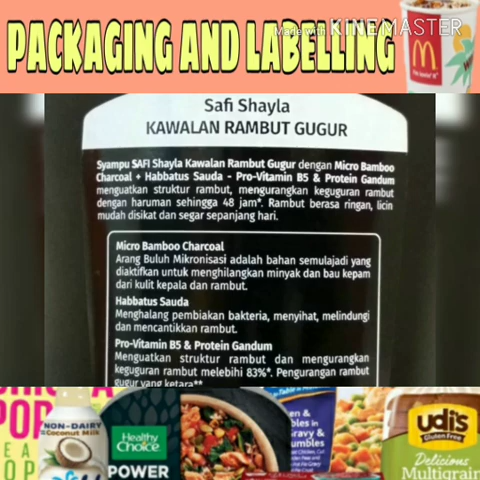 PACKAGING AND LABELLING
Made with KINEMASTER
Safi Shayla
KAWALAN RAMBUT GUGUR
Syampu SAFI Shayla Kawalan Rambut Gugur dengan Micro Bamboo
Charcoal + Habbatus Sauda - Pro-Vitamin B5 & Protein Gandum
menguatkan struktur rambut, mengurangkan keguguran rambut
dengan haruman sehingga 48 jam*. Rambut berasa ringan, licin
mudah disikat dan segar sepanjang hari.
Micro Bamboo Charcoal
Arang Buluh Mikronisasi adalah bahan semulajadi yang
diaktifkan untuk menghilangkan minyak dan bau kepam
dari kulit kepala dan rambut.
Habbatus Sauda
Menghalang pembiakan bakteria, menyihat, melindungi
dan mencantikkan rambut.
Pro-Vitamin B5 & Protein Gandum
Menguatkan struktur rambut dan mengurangkan
keguguran rambut melebihi 83%*. Pengurangan rambut
gugur yang ketara**
POP
NON-DAIRY
Coconut Milk
Healthy
Choice
POWER
Gravy &
udi's
Gluten Free
Delicious
Multigrain